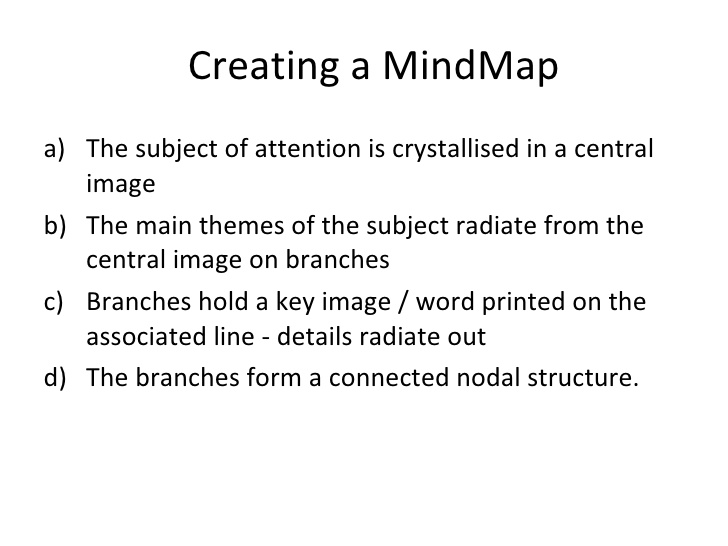 Creating a MindMap
a) The subject of attention is crystallised in a central
image
b) The main themes of the subject radiate from the
central image on branches
c) Branches hold a key image / word printed on the
associated line - details radiate out
d) The branches form a connected nodal structure.